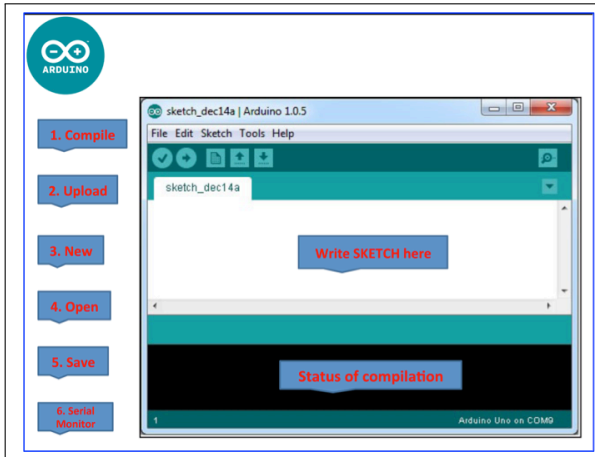 ARDUINO
1. Compile
2. Upload
3. New
4. Open
5. Save
6. Serial
Monitor
sketch_dec14a | Arduino 1.0.5
File Edit Sketch Tools Help
sketch_dec14a
Write SKETCH here
Status of compilation
1
Arduino Uno on COM9